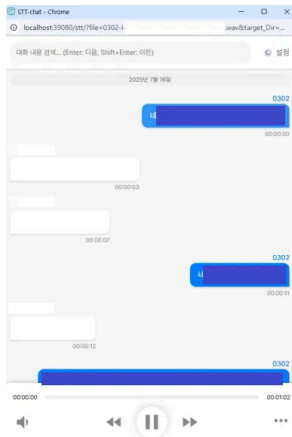 STT-chat - Chrome
localhost:39080/stt/?file=0302-I .wav&target_Dir=...
대화 내용 검색... (Enter: 다음, Shift+Enter: 이전) 설정
2025년 7월 16일
0302
네
00:00:00
00:00:03
00:00:07
0302
00:00:11
00:00:13
0302
00:00:00 00:01:02